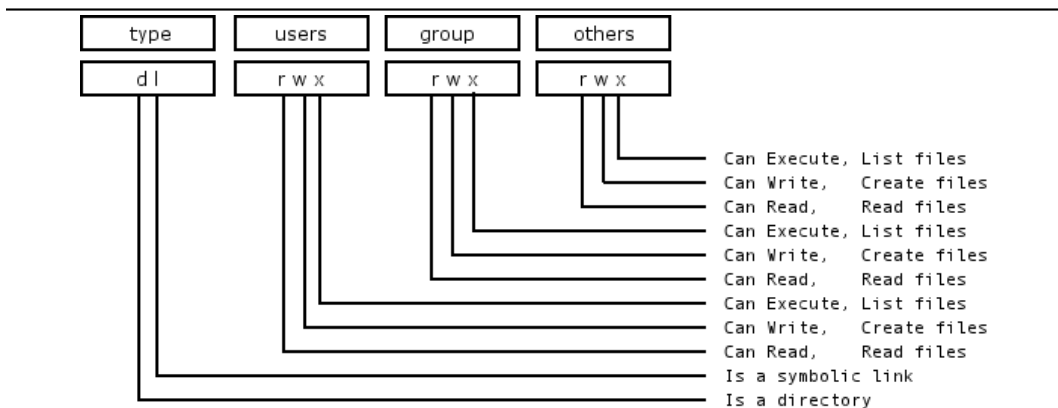 type users group others
d l r w x r w x r w x
Can Execute, List files
Can Write, Create files
Can Read, Read files
Can Execute, List files
Can Write, Create files
Can Read, Read files
Can Execute, List files
Can Write, Create files
Can Read, Read files
Is a symbolic link
Is a directory